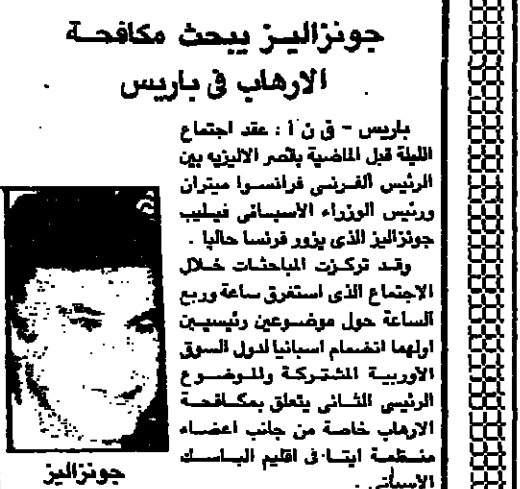 جونزاليز يبحث مكافحة
الارهاب فى باريس
باريس - ق ن أ : عقد اجتماع
الليلة قبل الماضية بقصر الاليزيه بين
الرئيس الفرنسى فرانسوا ميتران
ورئيس الوزراء الأسبانى فيليب
جونزاليز الذى يزور فرنسا حاليا .
وقد تركزت المباحثات خلال
الاجتماع الذى استغرق ساعة وربع
الساعة حول موضوعين رئيسيين
اولهما انضمام اسبانيا لدول السوق
الأوربية المشتركة والموضوع
الرئيسى الثانى يتعلق بمكافحة
الارهاب خاصة من جانب اعضاء
منظمة ايتا فى اقليم الباسك
الأسبانى .
جونزاليز